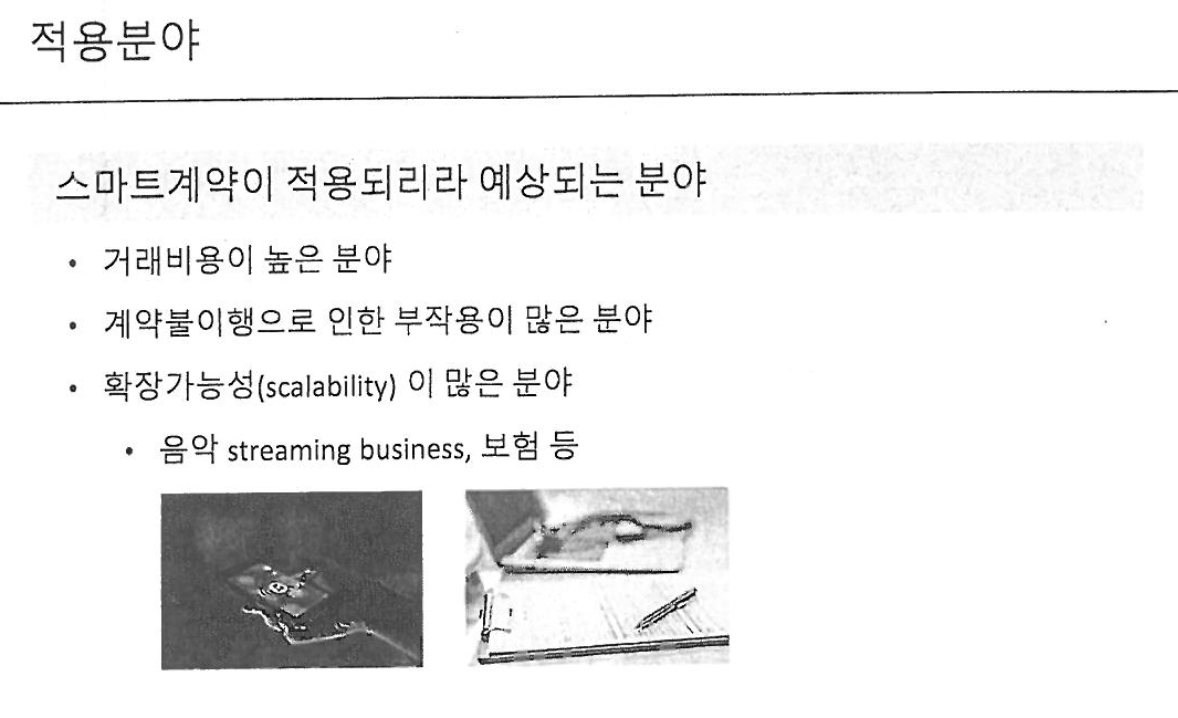 적용분야
스마트계약이 적용되리라 예상되는 분야
• 거래비용이 높은 분야
• 계약불이행으로 인한 부작용이 많은 분야
• 확장가능성(scalability) 이 많은 분야
• 음악 streaming business, 보험 등